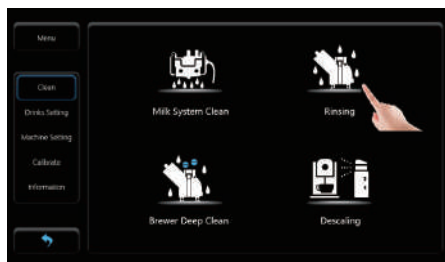 Menu
Clean
Drinks Setting
Machine Setting
Calibrate
Information
Milk System Clean
Rinsing
Brewer Deep Clean
Descaling